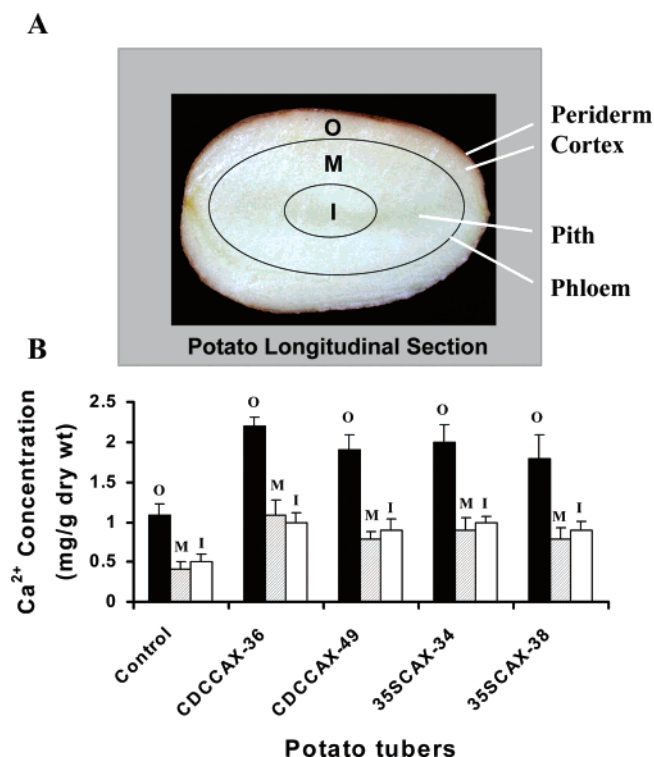 A
O
M
I
Periderm
Cortex
Pith
Phloem
Potato Longitudinal Section
B
Ca2+ Concentration
(mg/g dry wt)
2.5
2
1.5
1
0.5
0
O
M
I
O
M
I
O
M
I
O
M
I
O
M
I
Control
CDCCAX-36
CDCCAX-49
35SCAX-34
35SCAX-38
Potato tubers